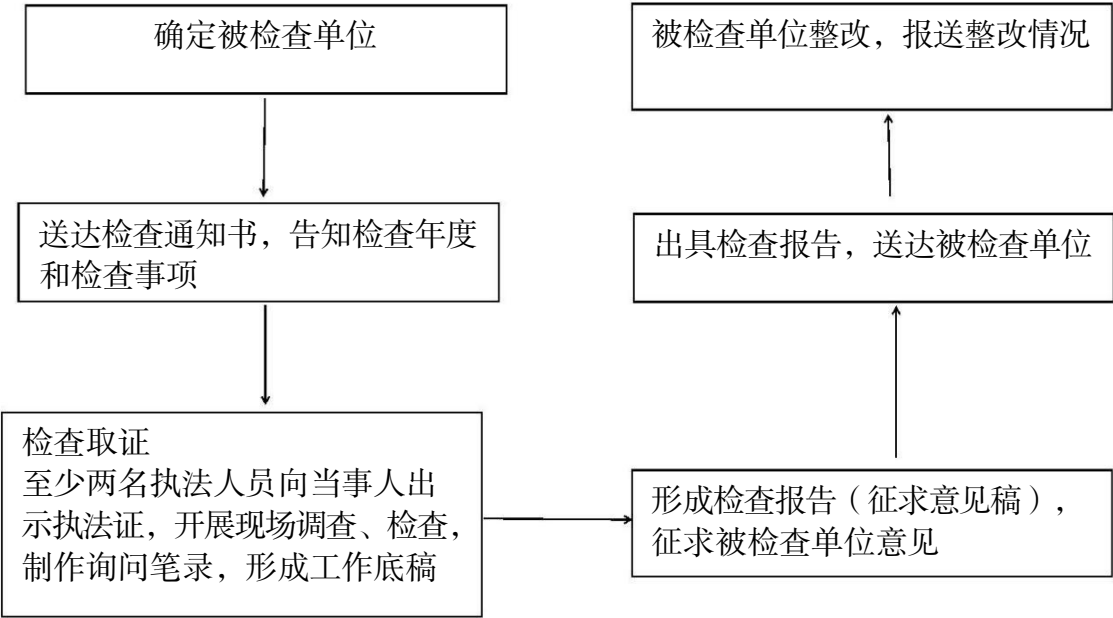 确定被检查单位
送达检查通知书，告知检查年度
和检查事项
检查取证
至少两名执法人员向当事人出
示执法证，开展现场调查、检查，
制作询问笔录，形成工作底稿
形成检查报告（征求意见稿），
征求被检查单位意见
出具检查报告，送达被检查单位
被检查单位整改，报送整改情况